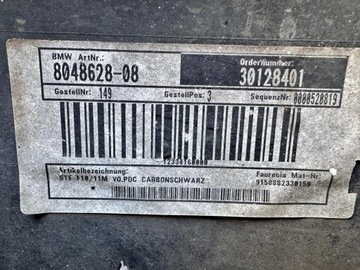 BMW ArtNr.: Ordernummer:
8048628-08 30128401
GestellNr: 149 GestellPos: 3 SequenzNr: 0000520819
Artikelbezeichnung: Faurecia Mat-Nr:
STF F10/11M VO.PDC CARBONSCHWARZ